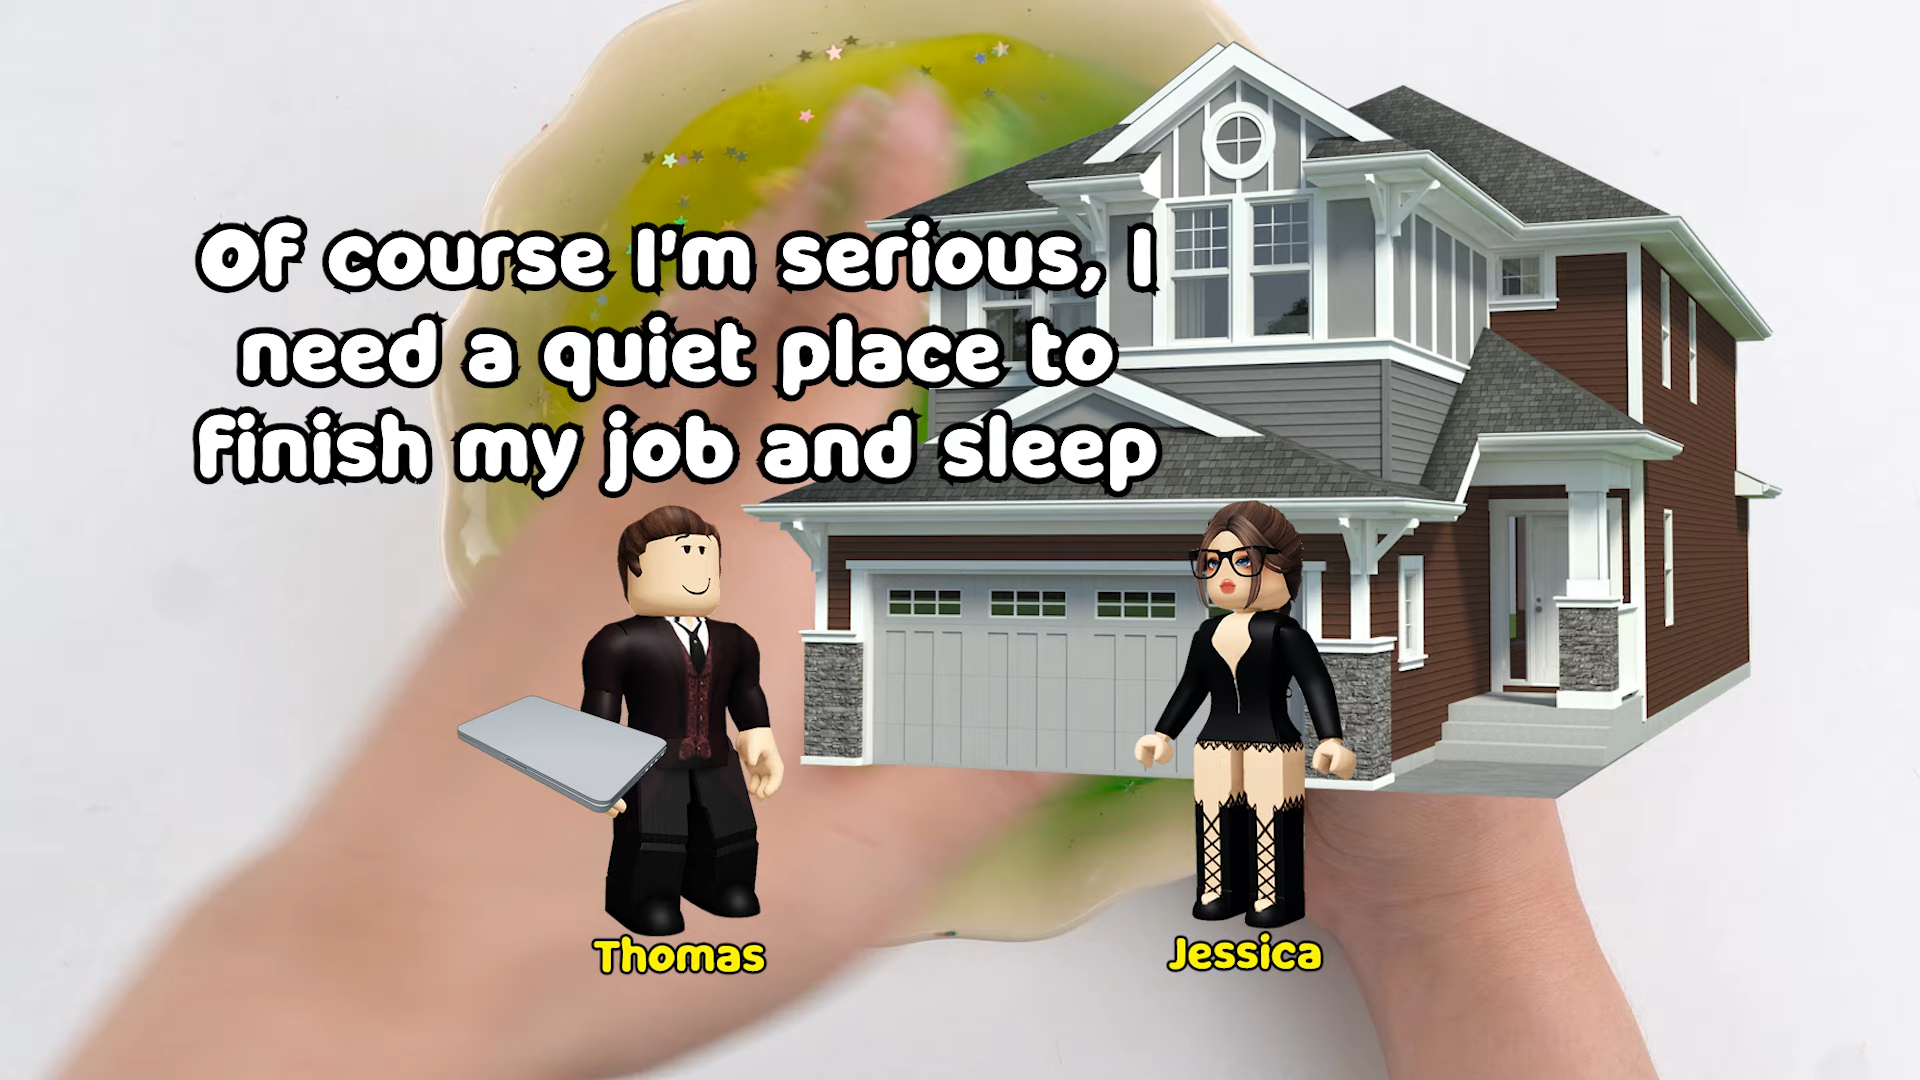 Of course I'm serious, I
need a quiet place to
finish my job and sleep
Thomas
Jessica